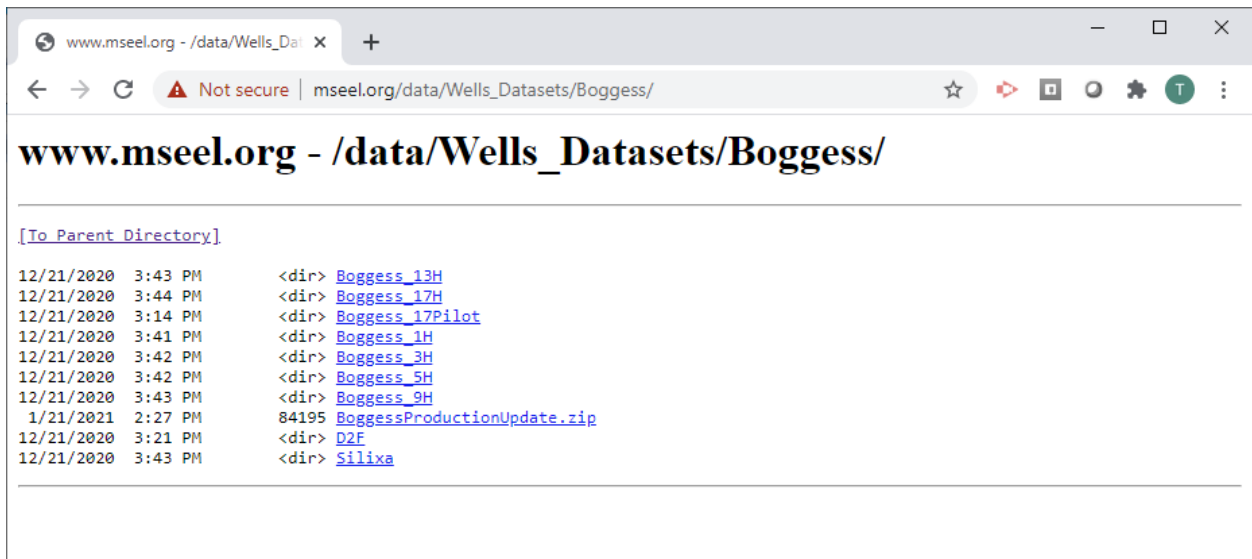 www.mseel.org - /data/Wells_Dat
Not secure | mseel.org/data/Wells_Datasets/Boggess/
T
www.mseel.org - /data/Wells_Datasets/Boggess/
[To Parent Directory]
12/21/2020 3:43 PM <dir> Boggess_13H
12/21/2020 3:44 PM <dir> Boggess_17H
12/21/2020 3:14 PM <dir> Boggess_17Pilot
12/21/2020 3:41 PM <dir> Boggess_1H
12/21/2020 3:42 PM <dir> Boggess_3H
12/21/2020 3:42 PM <dir> Boggess_5H
12/21/2020 3:43 PM <dir> Boggess_9H
1/21/2021 2:27 PM 84195 BoggessProductionUpdate.zip
12/21/2020 3:21 PM <dir> D2F
12/21/2020 3:43 PM <dir> Silixa